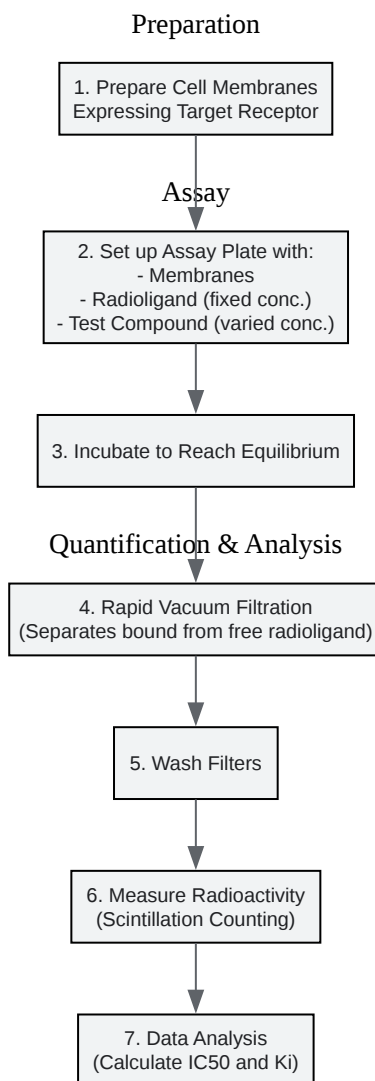 Preparation
1. Prepare Cell Membranes
Expressing Target Receptor
Assay
2. Set up Assay Plate with:
- Membranes
- Radioligand (fixed conc.)
- Test Compound (varied conc.)
3. Incubate to Reach Equilibrium
Quantification & Analysis
4. Rapid Vacuum Filtration
(Separates bound from free radioligand)
5. Wash Filters
6. Measure Radioactivity
(Scintillation Counting)
7. Data Analysis
(Calculate IC50 and Ki)